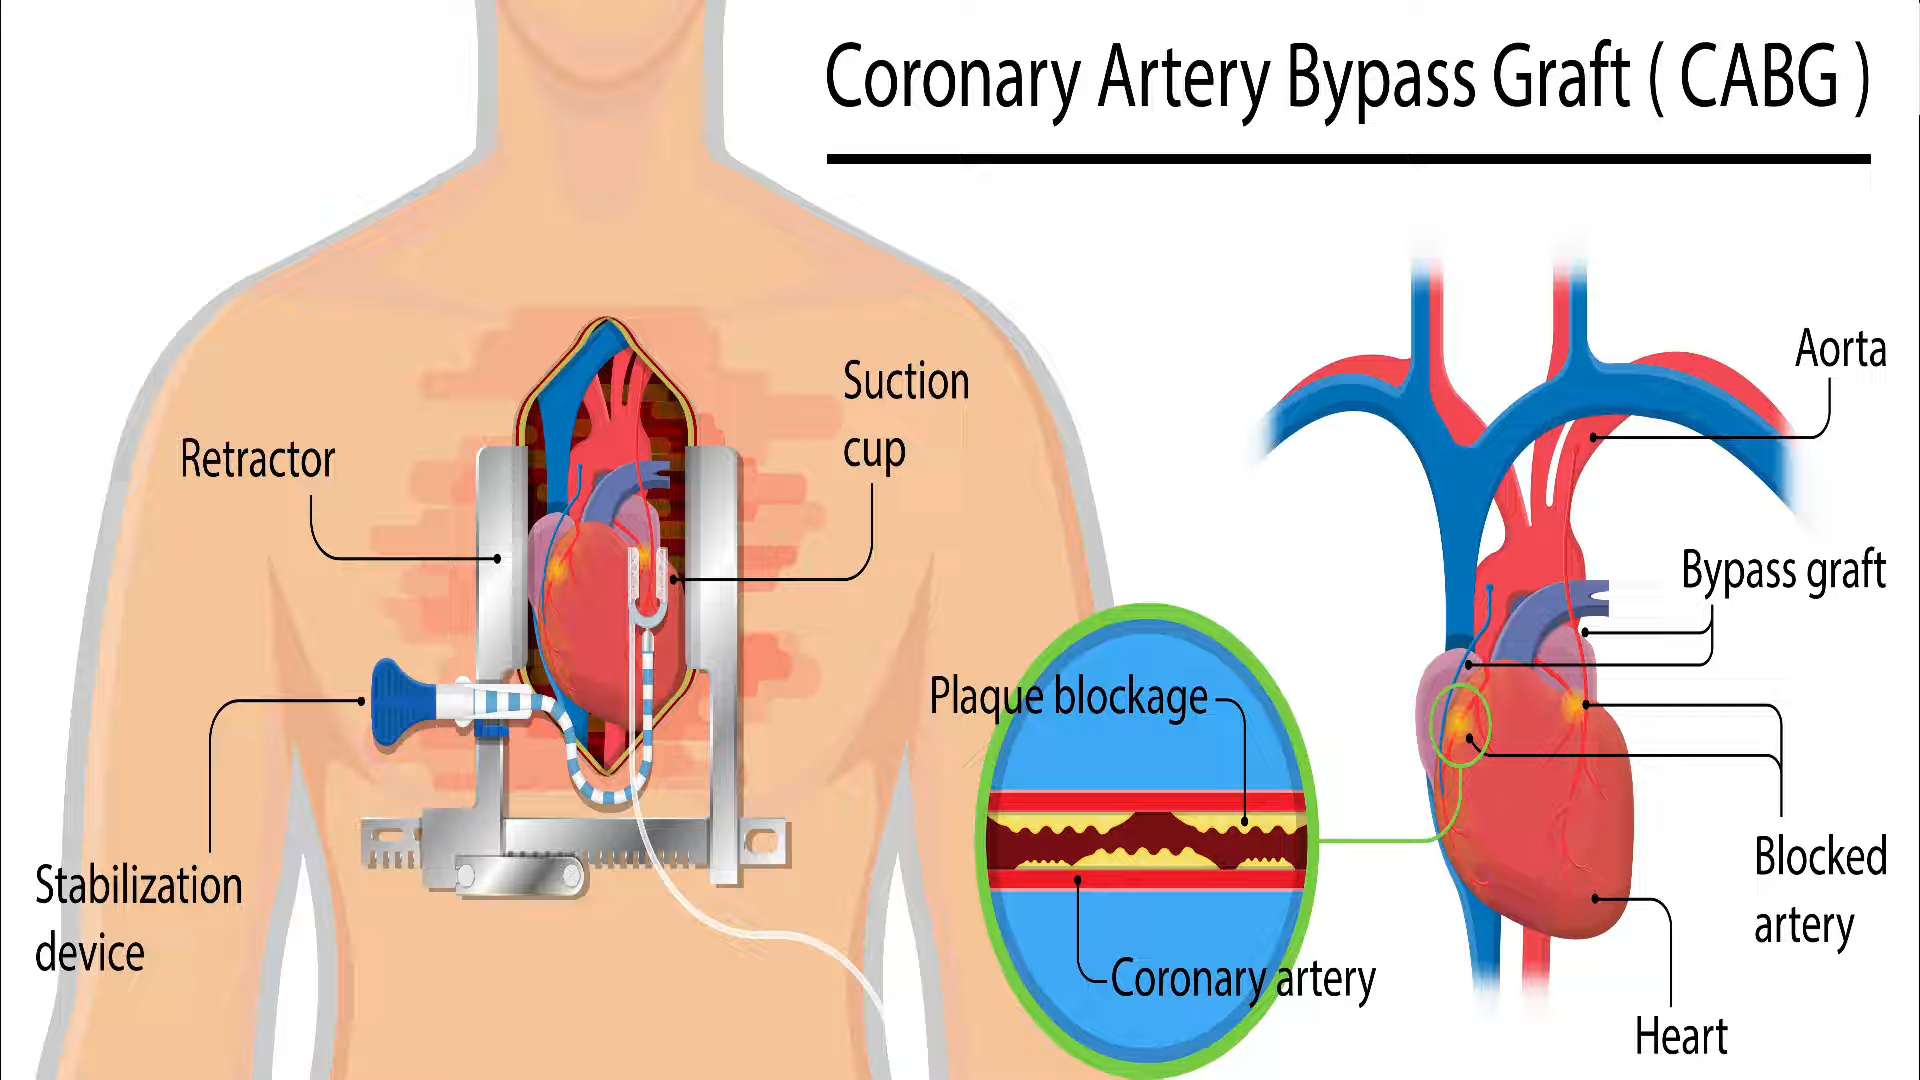 Coronary Artery Bypass Graft ( CABG )
Aorta
Suction
cup
Retractor
Bypass graft
Plaque blockage
Stabilization
device
Blocked
artery
Coronary artery
Heart